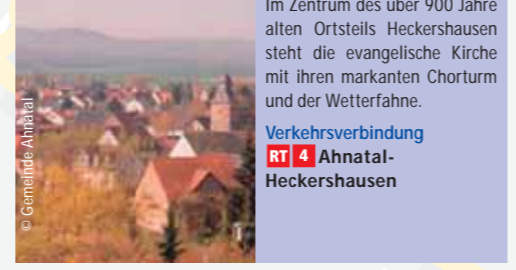 Im Zentrum des über 900 Jahre
alten Ortsteils Heckershausen
steht die evangelische Kirche
mit ihren markanten Chorturm
und der Wetterfahne.
Verkehrsverbindung
RT 4 Ahnatal-
Heckershausen
© Gemeinde Ahnatal